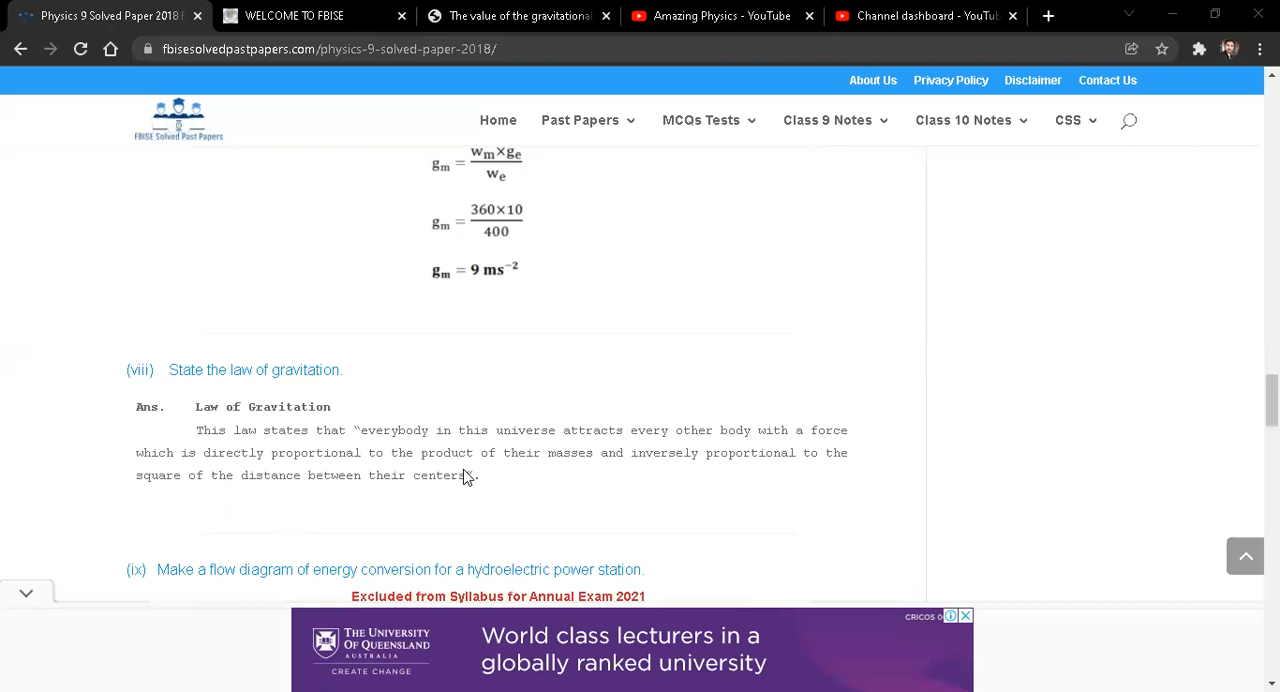 Physics 9 Solved Paper 2018 F
WELCOME TO FBISE
The value of the gravitational
Amazing Physics - YouTube
Channel dashboard - YouTub
fbisesolvedpastpapers.com/physics-9-solved-paper-2018/
About Us Privacy Policy Disclaimer Contact Us
FBISE Solved Past Papers
Home Past Papers MCQs Tests Class 9 Notes Class 10 Notes CSS
gₘ = wₘ×gₑ / wₑ
gₘ = 360×10 / 400
gₘ = 9 ms⁻²
(viii) State the law of gravitation.
Ans. Law of Gravitation
This law states that “everybody in this universe attracts every other body with a force
which is directly proportional to the product of their masses and inversely proportional to the
square of the distance between their centers”.
(ix) Make a flow diagram of energy conversion for a hydroelectric power station.
Excluded from Syllabus for Annual Exam 2021
CRICOS 0
THE UNIVERSITY
OF QUEENSLAND
AUSTRALIA
CREATE CHANGE
World class lecturers in a
globally ranked university